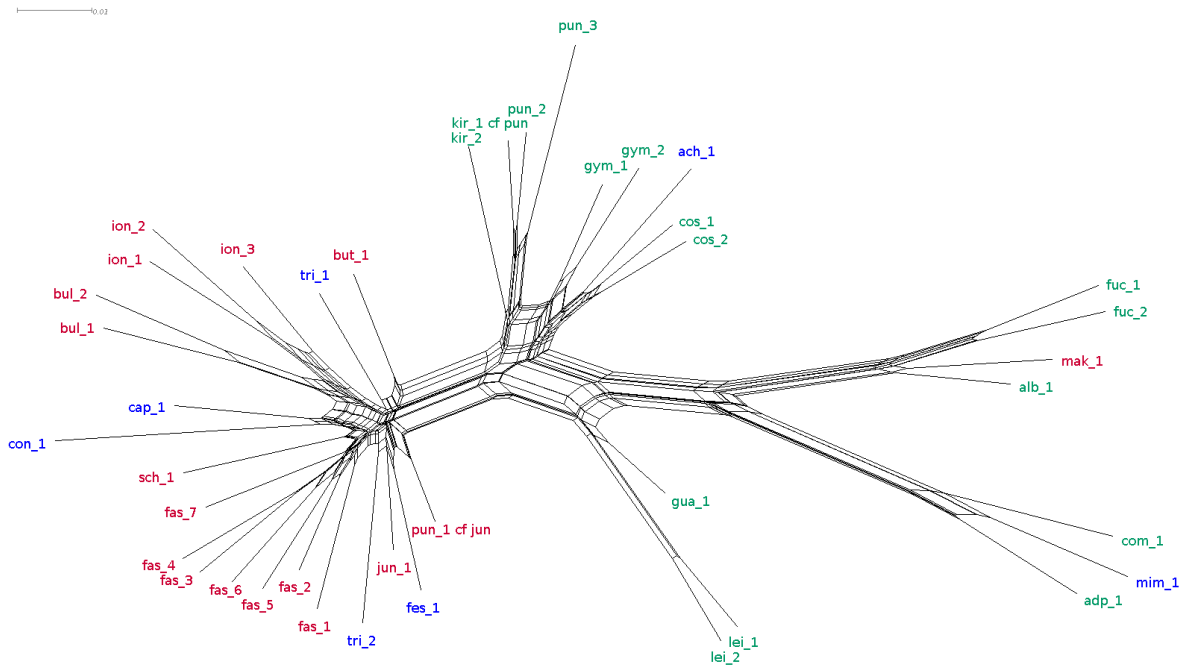 0.01
pun_3
pun_2
kir_1 cf pun
kir_2
gym_2
ach_1
gym_1
cos_1
cos_2
ion_2
ion_3
but_1
ion_1
tri_1
bul_2
bul_1
fuc_1
fuc_2
mak_1
alb_1
cap_1
con_1
sch_1
fas_7
gua_1
pun_1 cf jun
com_1
fas_4
jun_1
fas_3
mim_1
fas_6
fas_2
adp_1
fas_5
fes_1
fas_1
tri_2
lei_1
lei_2